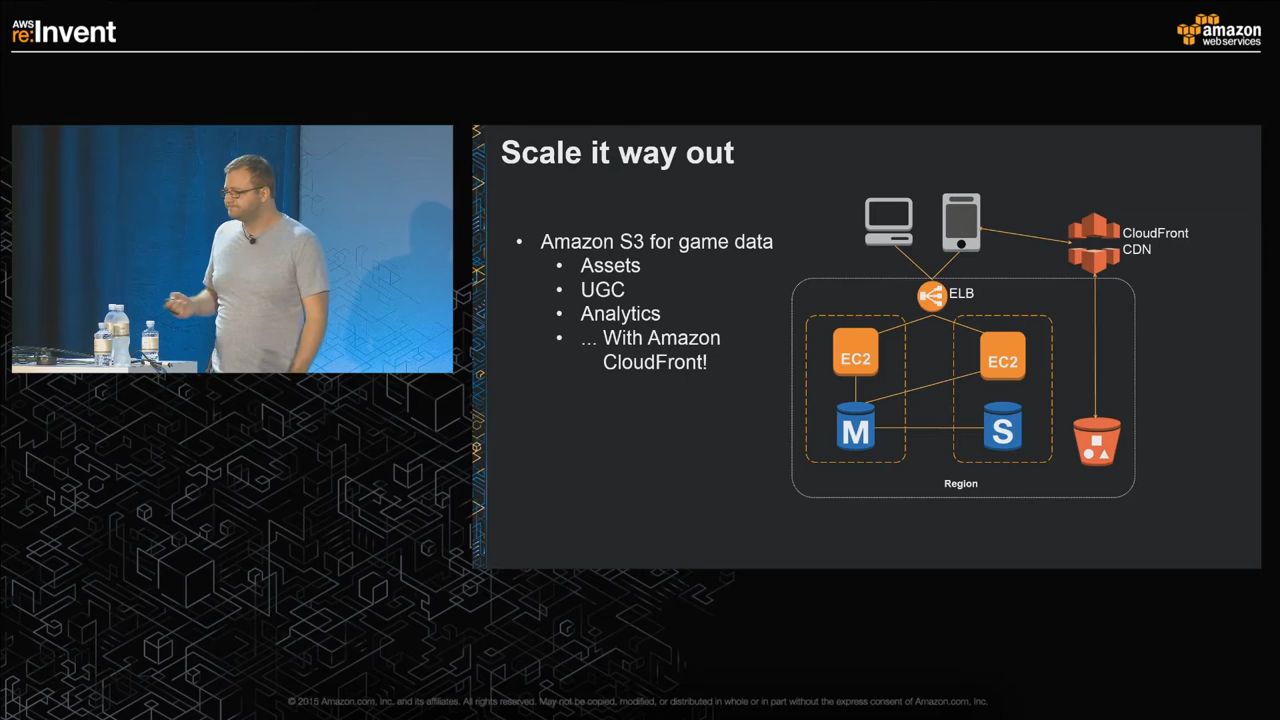 AWS
re:Invent
amazon
web services
Scale it way out
• Amazon S3 for game data
• Assets
• UGC
• Analytics
• ... With Amazon
CloudFront!
CloudFront
CDN
ELB
EC2
EC2
M
S
Region
© 2015 Amazon.com, Inc. and its affiliates. All rights reserved. May not be copied, modified, or distributed in whole or in part without the express consent of Amazon.com, Inc.